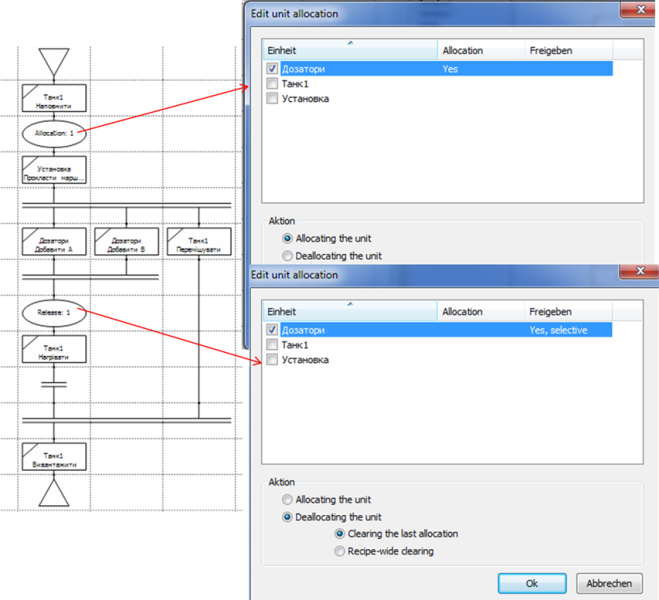 Танк1
Наповнити
Allocation: 1
Установка
Прокласти марш...
Дозатори
Добавити А
Дозатори
Добавити В
Танк1
Перемішувати
Release: 1
Танк1
Нагрівати
Танк1
Вивантажити
Edit unit allocation
Einheit Allocation Freigeben
Дозатори Yes
Танк1
Установка
Aktion
Allocating the unit
Deallocating the unit
Edit unit allocation
Einheit Allocation Freigeben
Дозатори Yes, selective
Танк1
Установка
Aktion
Allocating the unit
Deallocating the unit
Clearing the last allocation
Recipe-wide clearing
Ok Abbrechen